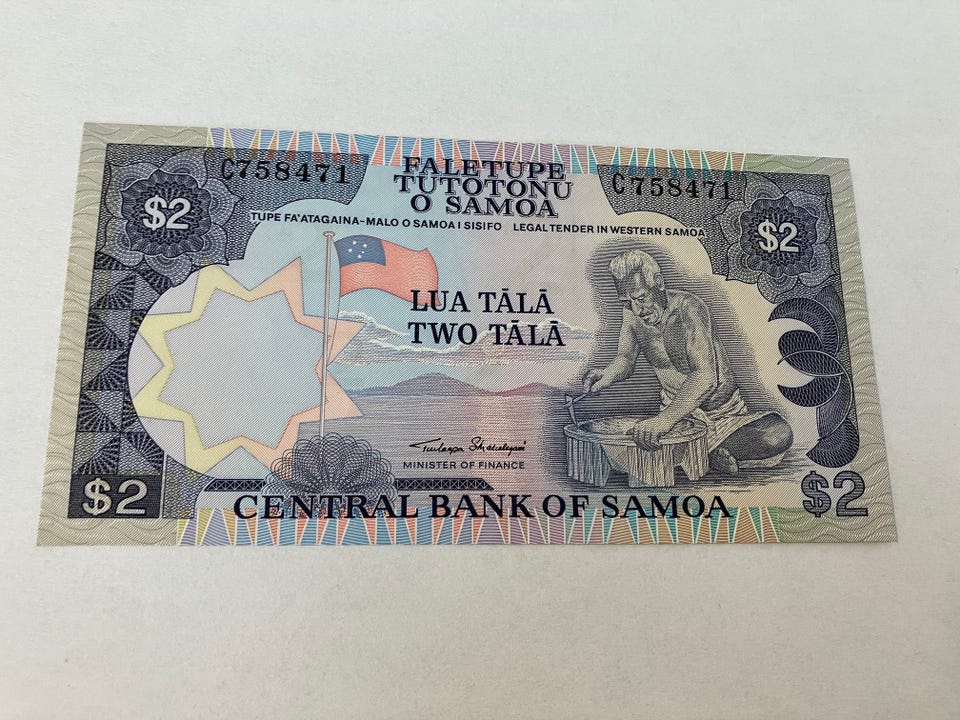 C758471
FALETUPE
TUTOTONU
O SAMOA
C758471
$2
$2
TUPE FA'ATAGAINA-MALO O SAMOA I SISIFO LEGAL TENDER IN WESTERN SAMOA
LUA TĀLĀ
TWO TĀLĀ
MINISTER OF FINANCE
$2
$2
CENTRAL BANK OF SAMOA